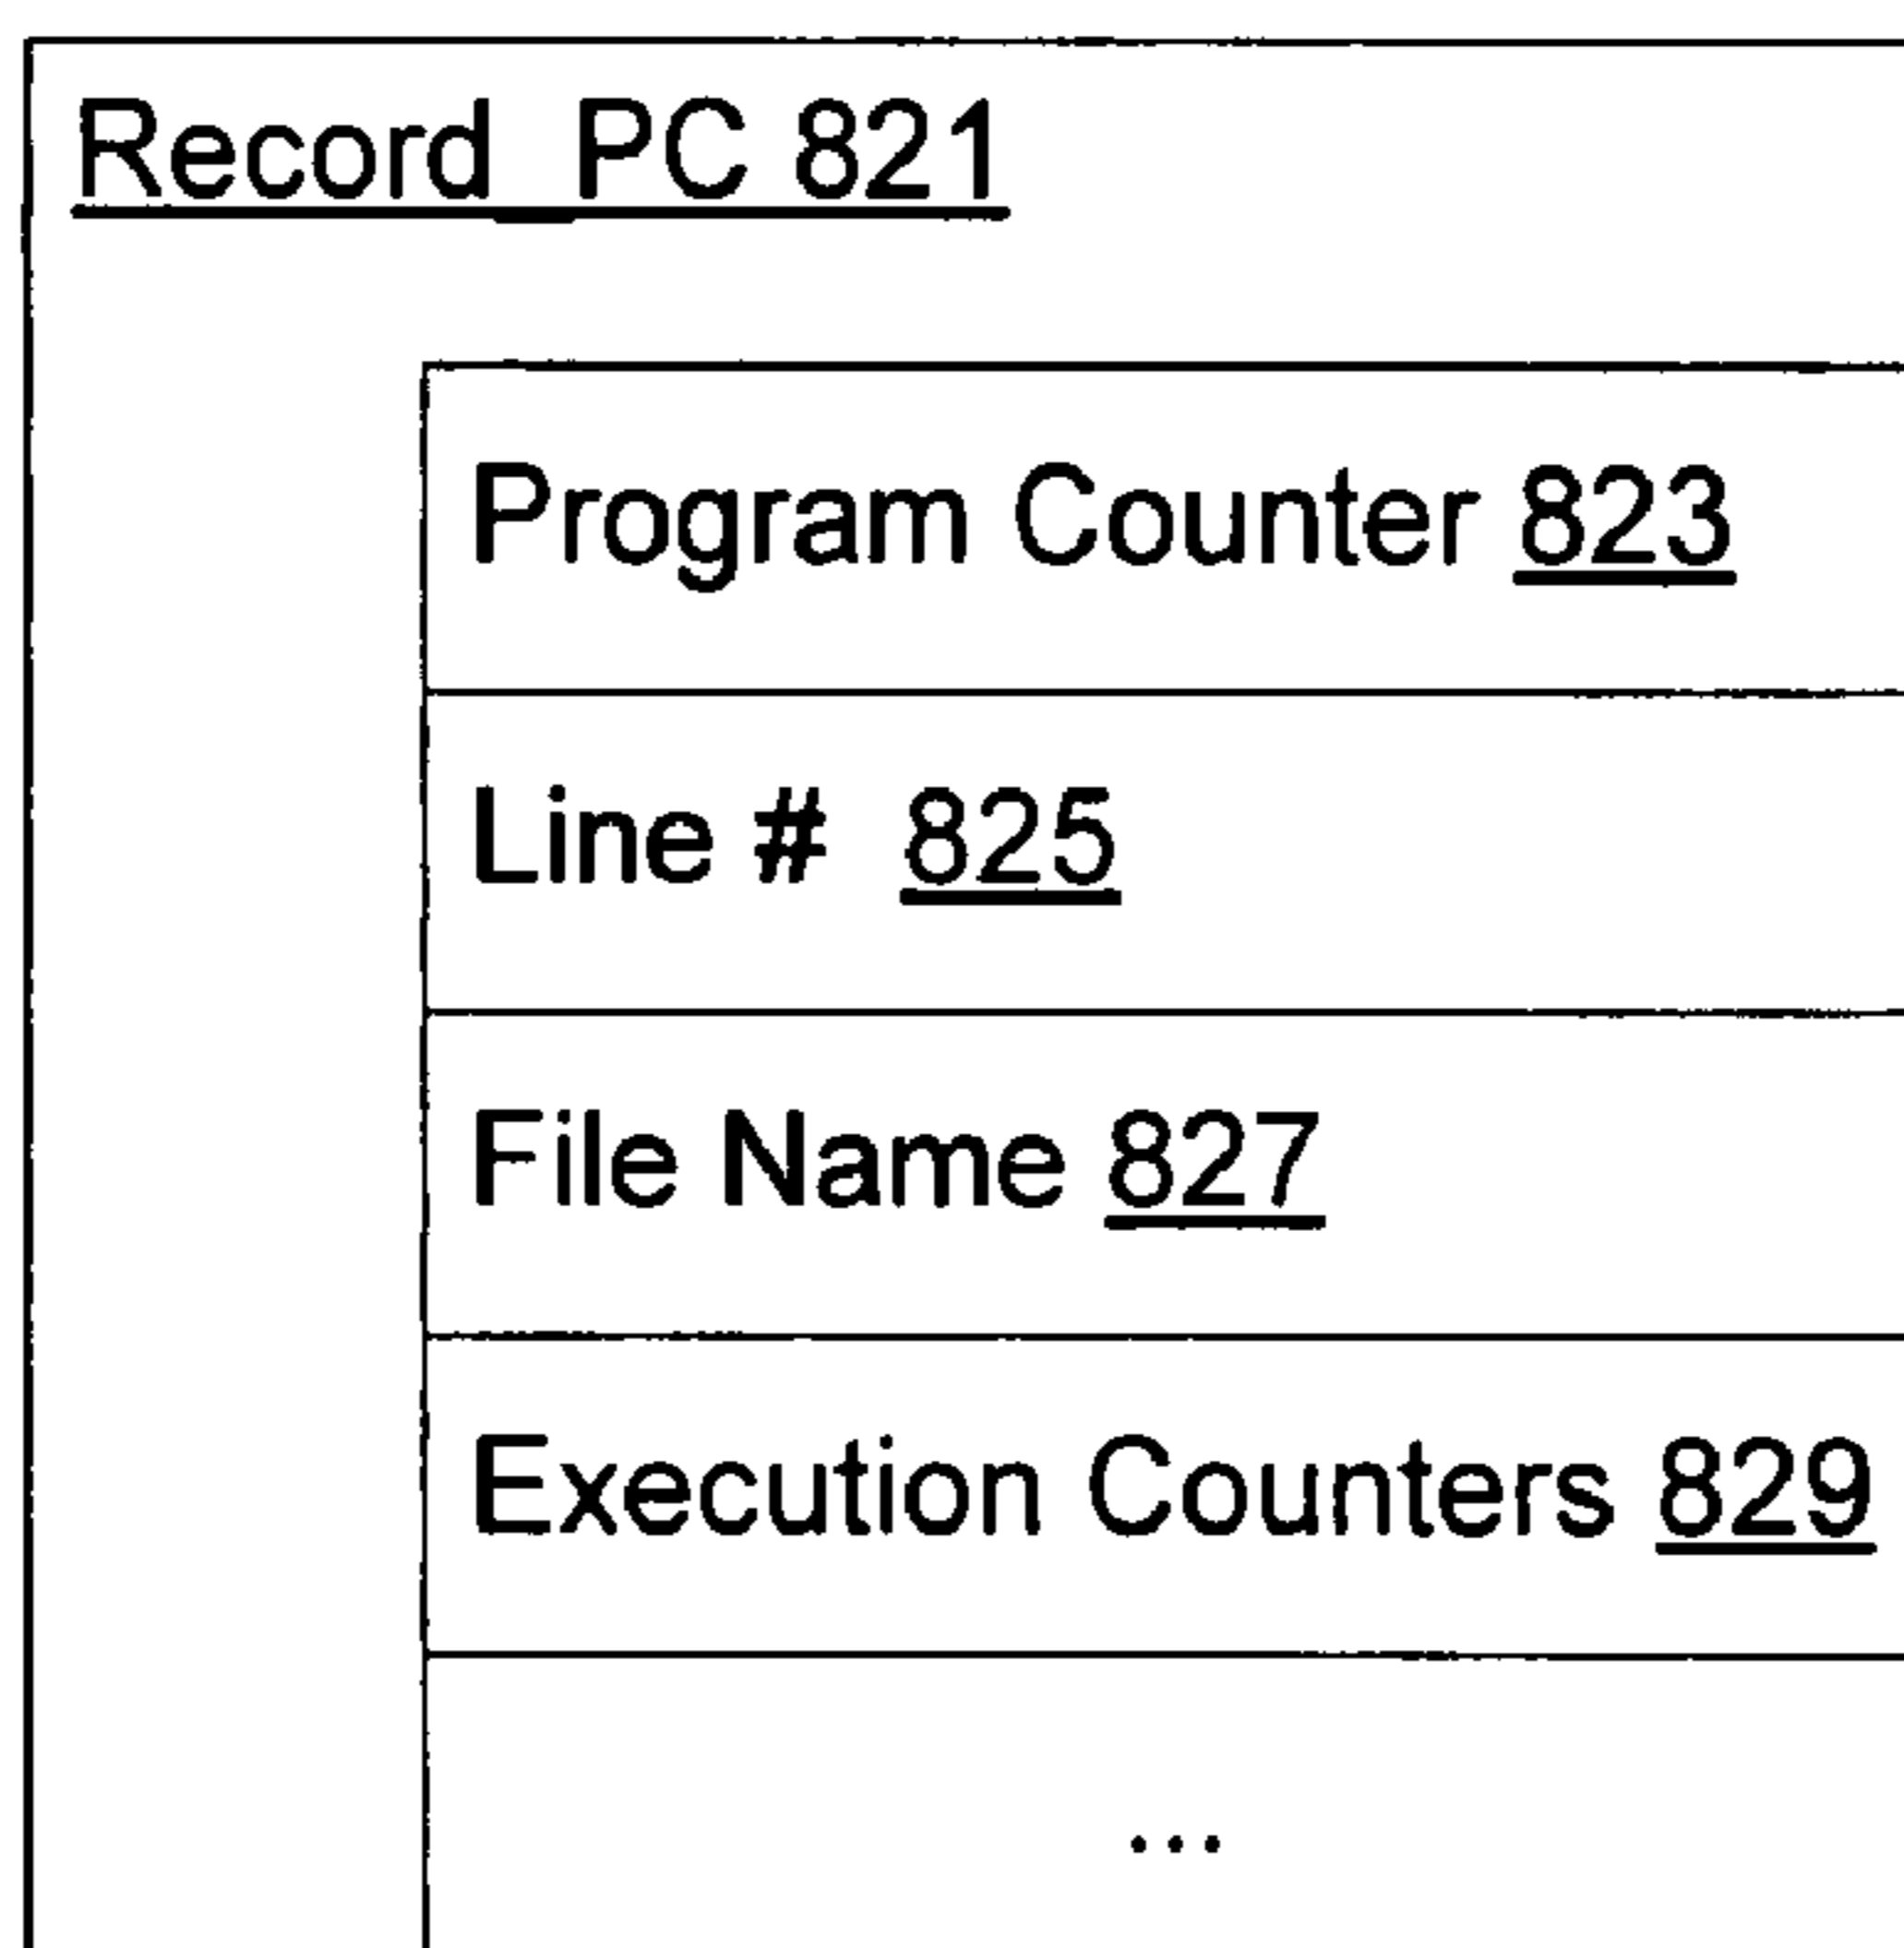 Record_PC 821
Program Counter 823
Line # 825
File Name 827
Execution Counters 829
...